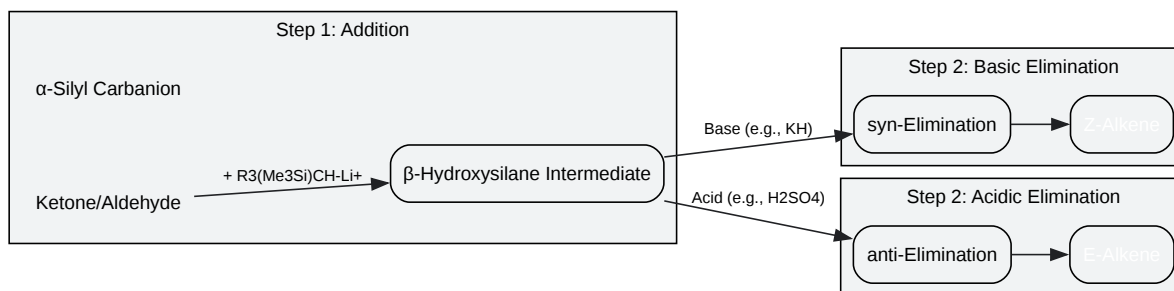 Step 1: Addition
α-Silyl Carbanion
Ketone/Aldehyde
+ R3(Me3Si)CH-Li+
β-Hydroxysilane Intermediate
Base (e.g., KH)
Acid (e.g., H2SO4)
Step 2: Basic Elimination
syn-Elimination
Z-Alkene
Step 2: Acidic Elimination
anti-Elimination
E-Alkene